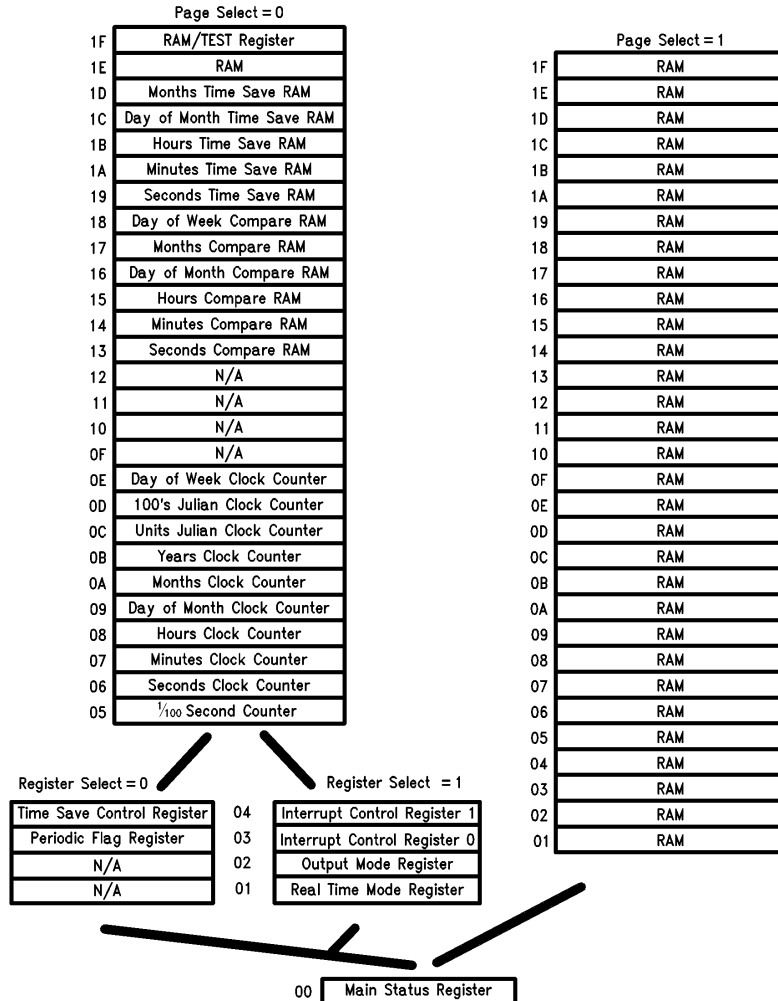 Page Select = 0
1F RAM/TEST Register
1E RAM
1D Months Time Save RAM
1C Day of Month Time Save RAM
1B Hours Time Save RAM
1A Minutes Time Save RAM
19 Seconds Time Save RAM
18 Day of Week Compare RAM
17 Months Compare RAM
16 Day of Month Compare RAM
15 Hours Compare RAM
14 Minutes Compare RAM
13 Seconds Compare RAM
12 N/A
11 N/A
10 N/A
0F N/A
0E Day of Week Clock Counter
0D 100's Julian Clock Counter
0C Units Julian Clock Counter
0B Years Clock Counter
0A Months Clock Counter
09 Day of Month Clock Counter
08 Hours Clock Counter
07 Minutes Clock Counter
06 Seconds Clock Counter
05 1/100 Second Counter
Page Select = 1
1F RAM
1E RAM
1D RAM
1C RAM
1B RAM
1A RAM
19 RAM
18 RAM
17 RAM
16 RAM
15 RAM
14 RAM
13 RAM
12 RAM
11 RAM
10 RAM
0F RAM
0E RAM
0D RAM
0C RAM
0B RAM
0A RAM
09 RAM
08 RAM
07 RAM
06 RAM
05 RAM
04 RAM
03 RAM
02 RAM
01 RAM
Register Select = 0 Register Select = 1
Time Save Control Register 04 Interrupt Control Register 1
Periodic Flag Register 03 Interrupt Control Register 0
N/A 02 Output Mode Register
N/A 01 Real Time Mode Register
00 Main Status Register